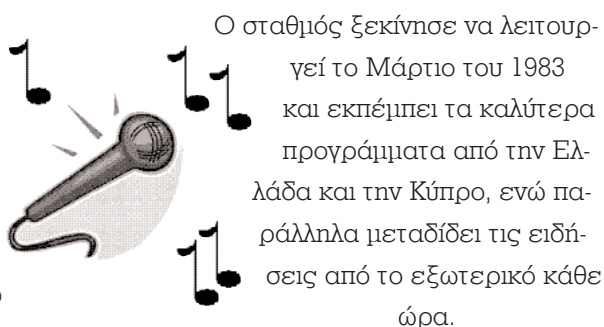 Ο σταθμός ξεκίνησε να λειτουρ-
γεί το Μάρτιο του 1983
και εκπέμπει τα καλύτερα
προγράμματα από την Ελ-
λάδα και την Κύπρο, ενώ πα-
ράλληλα μεταδίδει τις ειδή-
σεις από το εξωτερικό κάθε
ώρα.